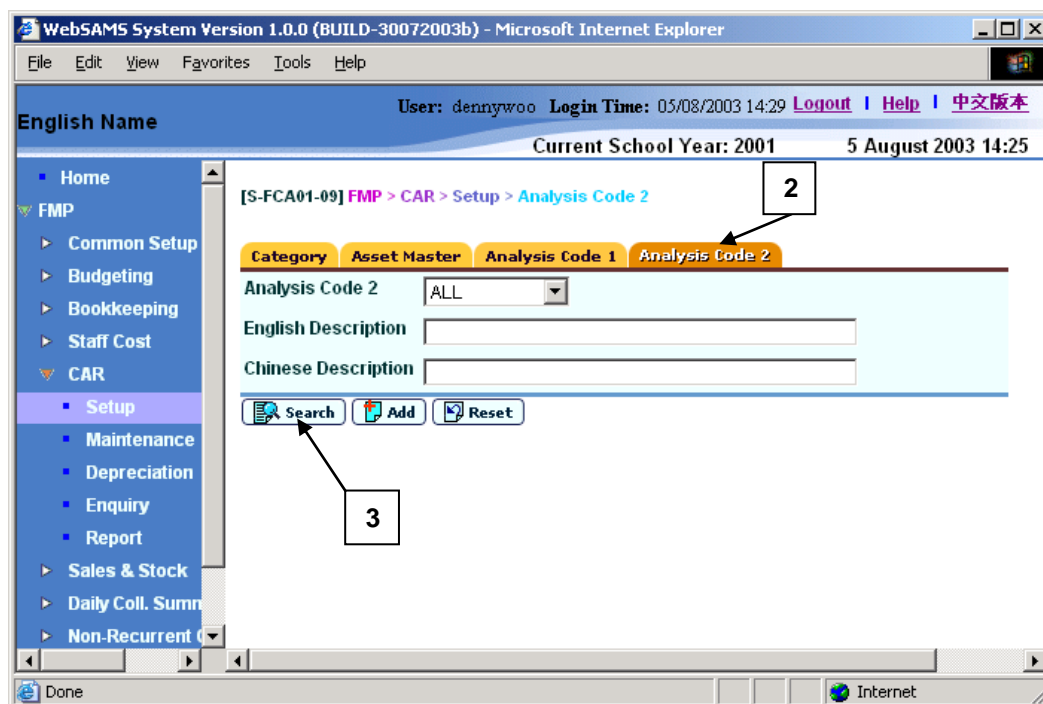 WebSAMS System Version 1.0.0 (BUILD-30072003b) - Microsoft Internet Explorer
File Edit View Favorites Tools Help
User: dennywoo Login Time: 05/08/2003 14:29 Logout | Help | 中文版本
English Name
Current School Year: 2001 5 August 2003 14:25
Home
FMP
Common Setup
Budgeting
Bookkeeping
Staff Cost
CAR
Setup
Maintenance
Depreciation
Enquiry
Report
Sales & Stock
Daily Coll. Summ
Non-Recurrent
[S-FCA01-09] FMP > CAR > Setup > Analysis Code 2
2
Category Asset Master Analysis Code 1 Analysis Code 2
Analysis Code 2 ALL
English Description
Chinese Description
Search Add Reset
3
Done Internet